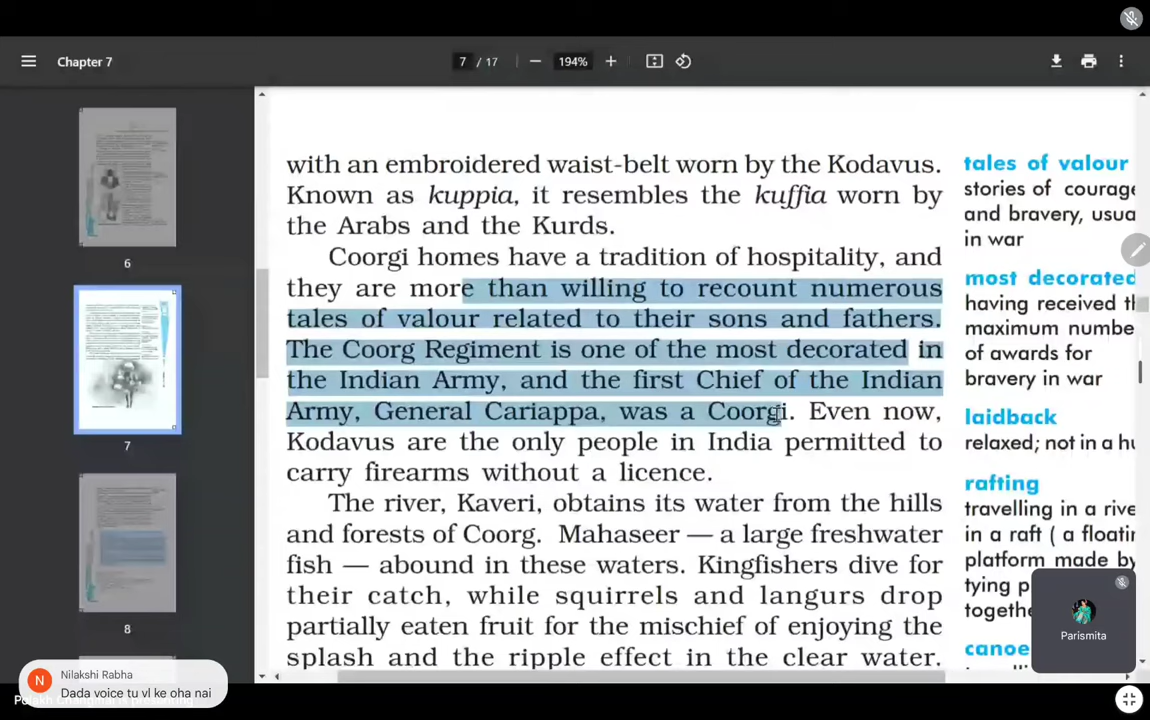 Chapter 7
7 / 17
194%
6
7
8
with an embroidered waist-belt worn by the Kodavus.
Known as kuppia, it resembles the kuffia worn by
the Arabs and the Kurds.
Coorgi homes have a tradition of hospitality, and
they are more than willing to recount numerous
tales of valour related to their sons and fathers.
The Coorg Regiment is one of the most decorated in
the Indian Army, and the first Chief of the Indian
Army, General Cariappa, was a Coorgi. Even now,
Kodavus are the only people in India permitted to
carry firearms without a licence.
The river, Kaveri, obtains its water from the hills
and forests of Coorg. Mahaseer — a large freshwater
fish — abound in these waters. Kingfishers dive for
their catch, while squirrels and langurs drop
partially eaten fruit for the mischief of enjoying the
splash and the ripple effect in the clear water.
tales of valour
stories of courage
and bravery, usua
in war
most decorated
having received th
maximum numbe
of awards for
bravery in war
laidback
relaxed; not in a hu
rafting
travelling in a rive
in a raft ( a floatin
platform made by
tying p
togethe
canoe
Parismita
N
Nilakshi Rabha
Dada voice tu vl ke oha nai
is presenting